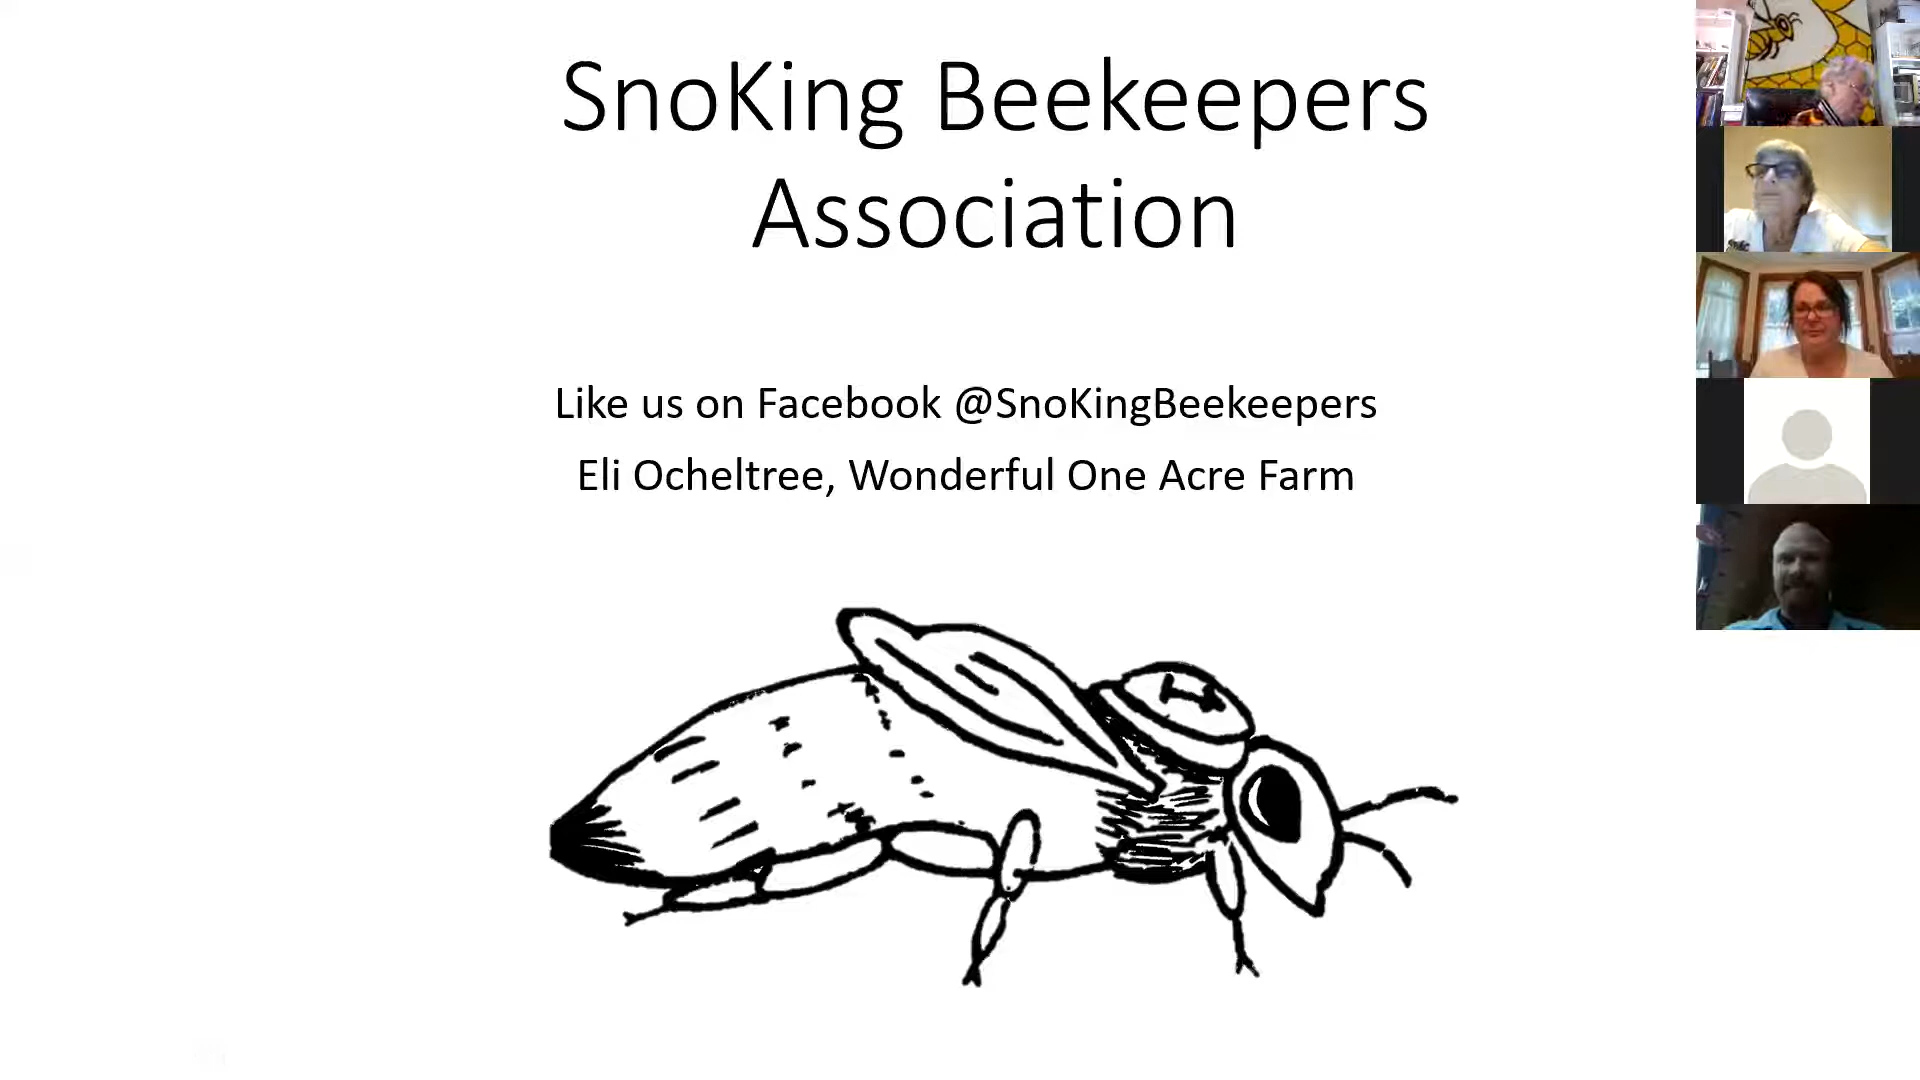 SnoKing Beekeepers
Association
Like us on Facebook @SnoKingBeekeepers
Eli Ocheltree, Wonderful One Acre Farm